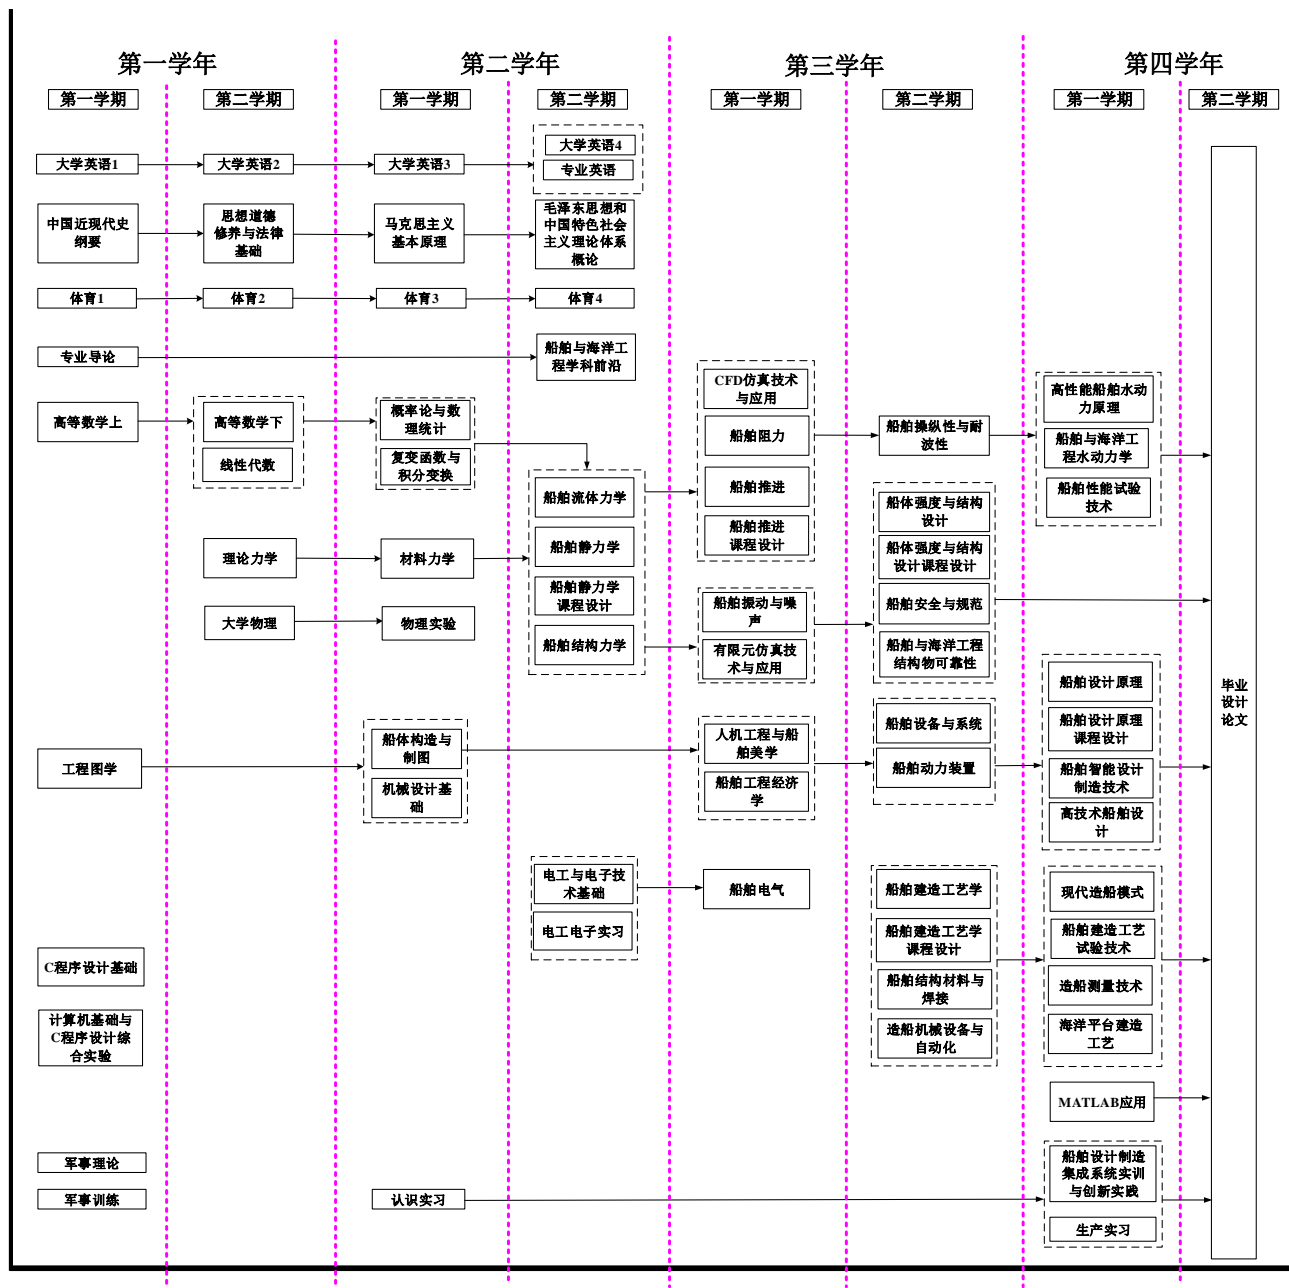 第一学年
第二学年
第三学年
第四学年
第一学期
第二学期
第一学期
第二学期
第一学期
第二学期
第一学期
第二学期
大学英语1
大学英语2
大学英语3
大学英语4
专业英语
中国近现代史
纲要
思想道德
修养与法律
基础
马克思主义
基本原理
毛泽东思想和
中国特色社会
主义理论体系
概论
体育1
体育2
体育3
体育4
专业导论
船舶与海洋工
程学科前沿
高等数学上
高等数学下
线性代数
概率论与数
理统计
复变函数与
积分变换
船舶流体力学
船舶静力学
船舶静力学
课程设计
船舶结构力学
理论力学
材料力学
大学物理
物理实验
CFD仿真技术
与应用
船舶阻力
船舶推进
船舶推进
课程设计
船舶操纵性与耐
波性
高性能船舶水动
力原理
船舶与海洋工
程水动力学
船舶性能试验
技术
船体强度与结构
设计
船体强度与结构
设计课程设计
船舶安全与规范
船舶与海洋工程
结构物可靠性
船舶振动与噪
声
有限元仿真技
术与应用
工程图学
船体构造与
制图
机械设计基
础
人机工程与船
舶美学
船舶工程经济
学
船舶设备与系统
船舶动力装置
船舶设计原理
船舶设计原理
课程设计
船舶智能设计
制造技术
高技术船舶设
计
毕业
设计
论文
电工与电子技
术基础
电工电子实习
船舶电气
船舶建造工艺学
船舶建造工艺学
课程设计
船舶结构材料与
焊接
造船机械设备与
自动化
现代造船模式
船舶建造工艺
试验技术
造船测量技术
海洋平台建造
工艺
C程序设计基础
计算机基础与
C程序设计综
合实验
MATLAB应用
军事理论
军事训练
认识实习
船舶设计制造
集成系统实训
与创新实践
生产实习